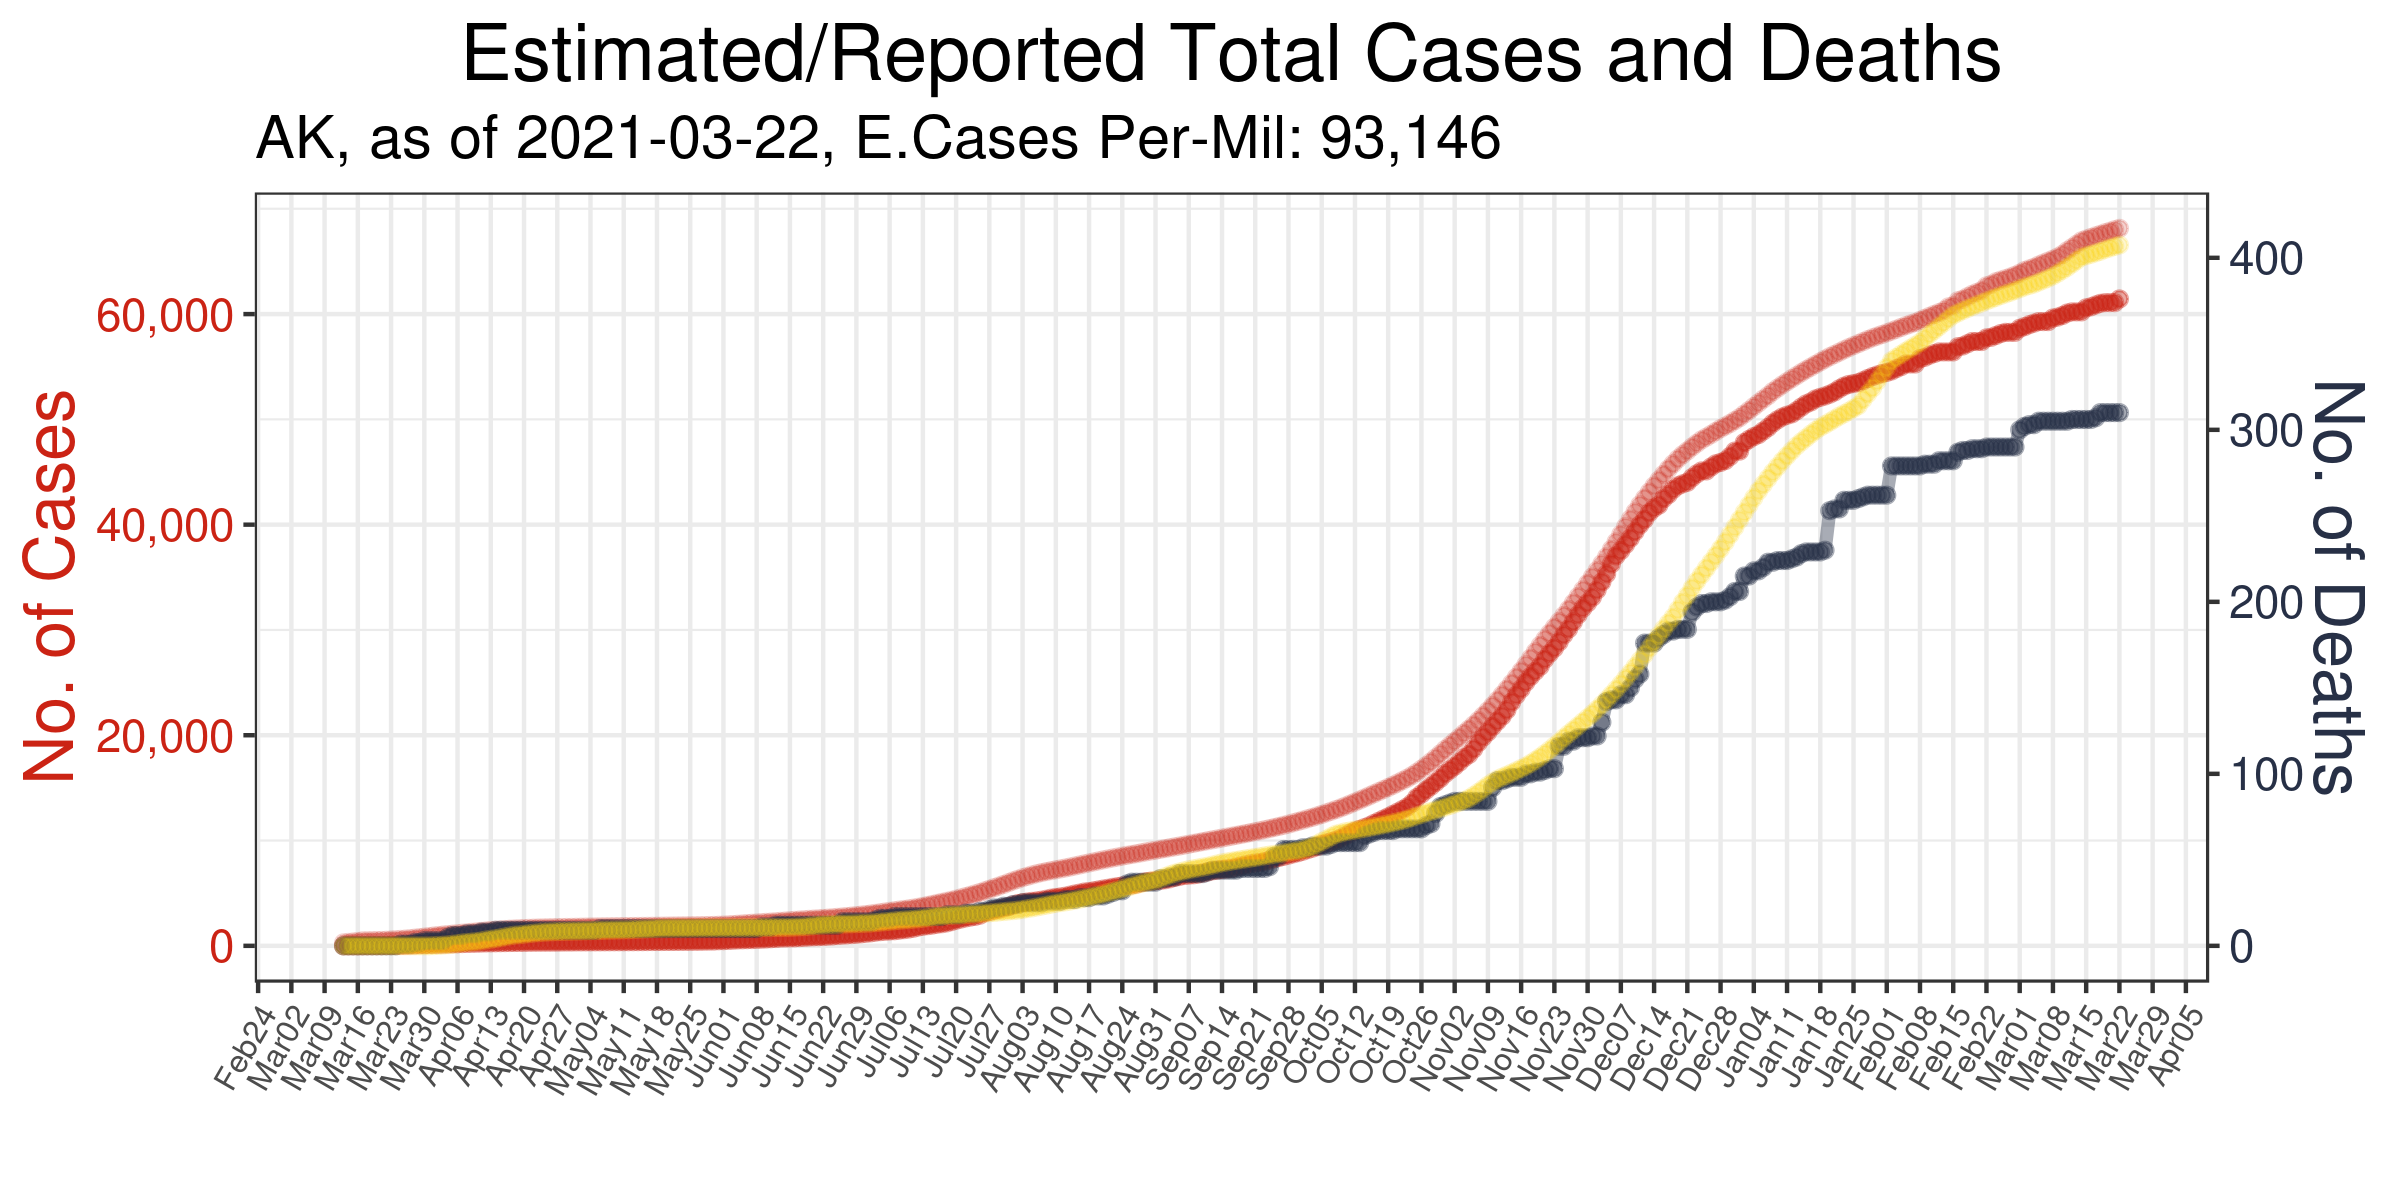 Estimated/Reported Total Cases and Deaths
AK, as of 2021-03-22, E.Cases Per-Mil: 93,146
No. of Cases
60,000
40,000
20,000
0
400
300
200
100
0
No. of Deaths
Feb24
Mar02
Mar09
Mar16
Mar23
Mar30
Apr06
Apr13
Apr20
Apr27
May04
May11
May18
May25
Jun01
Jun08
Jun15
Jun22
Jun29
Jul06
Jul13
Jul20
Jul27
Aug03
Aug10
Aug17
Aug24
Aug31
Sep07
Sep14
Sep21
Sep28
Oct05
Oct12
Oct19
Oct26
Nov02
Nov09
Nov16
Nov23
Nov30
Dec07
Dec14
Dec21
Dec28
Jan04
Jan11
Jan18
Jan25
Feb01
Feb08
Feb15
Feb22
Mar01
Mar08
Mar15
Mar22
Mar29
Apr05